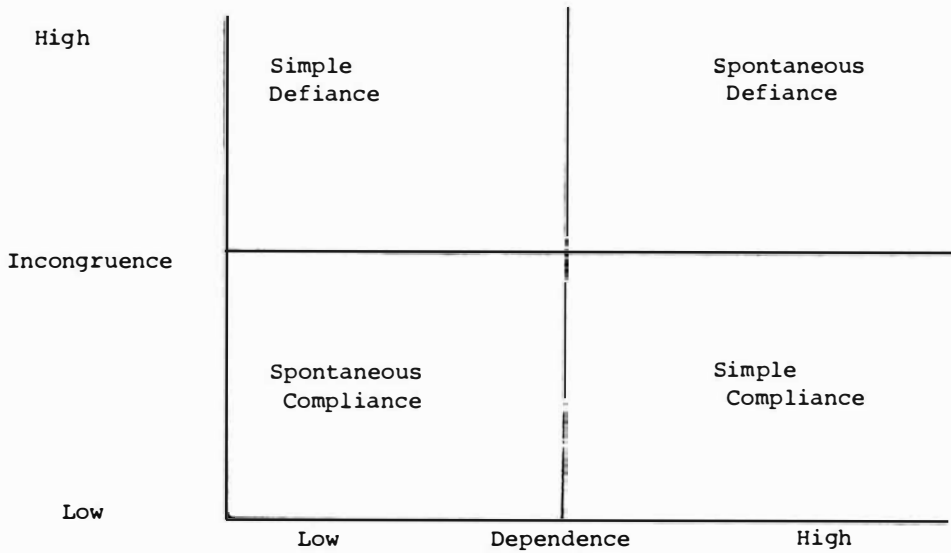 High
Simple
Defiance
Spontaneous
Defiance
Incongruence
Spontaneous
Compliance
Simple
Compliance
Low
Low Dependence High